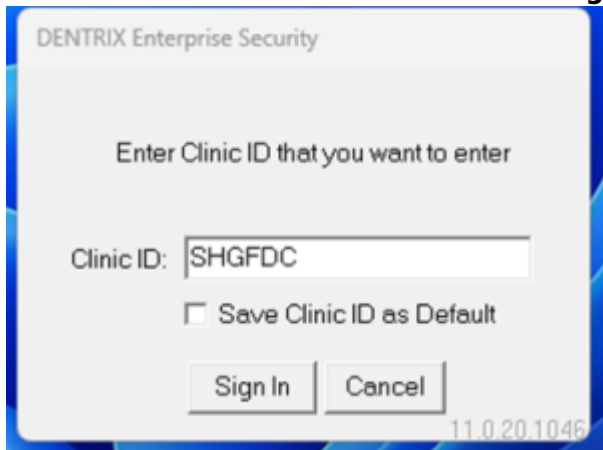 DENTRIX Enterprise Security
Enter Clinic ID that you want to enter
Clinic ID: SHGFDC
Save Clinic ID as Default
Sign In Cancel
11.0.20.1046